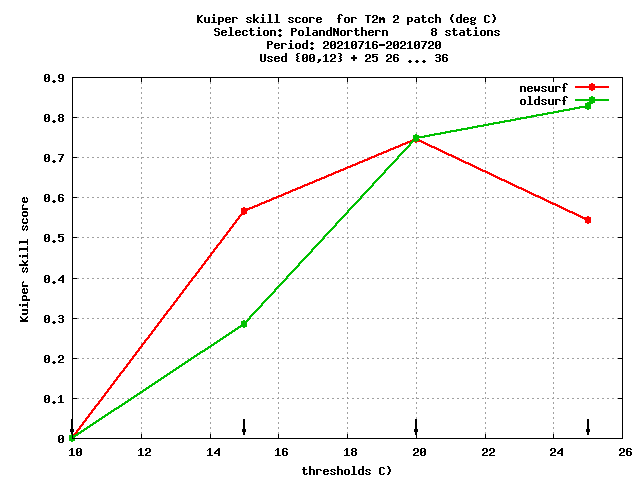 Kuiper skill score  for T2m 2 patch (deg C)
Selection: PolandNorthern      8 stations
Period: 20210716-20210720
Used {00,12} + 25 26 ... 36
newsurf
oldsurf
0.9
0.8
0.7
0.6
0.5
0.4
0.3
0.2
0.1
0
Kuiper skill score
10 12 14 16 18 20 22 24 26
thresholds C)